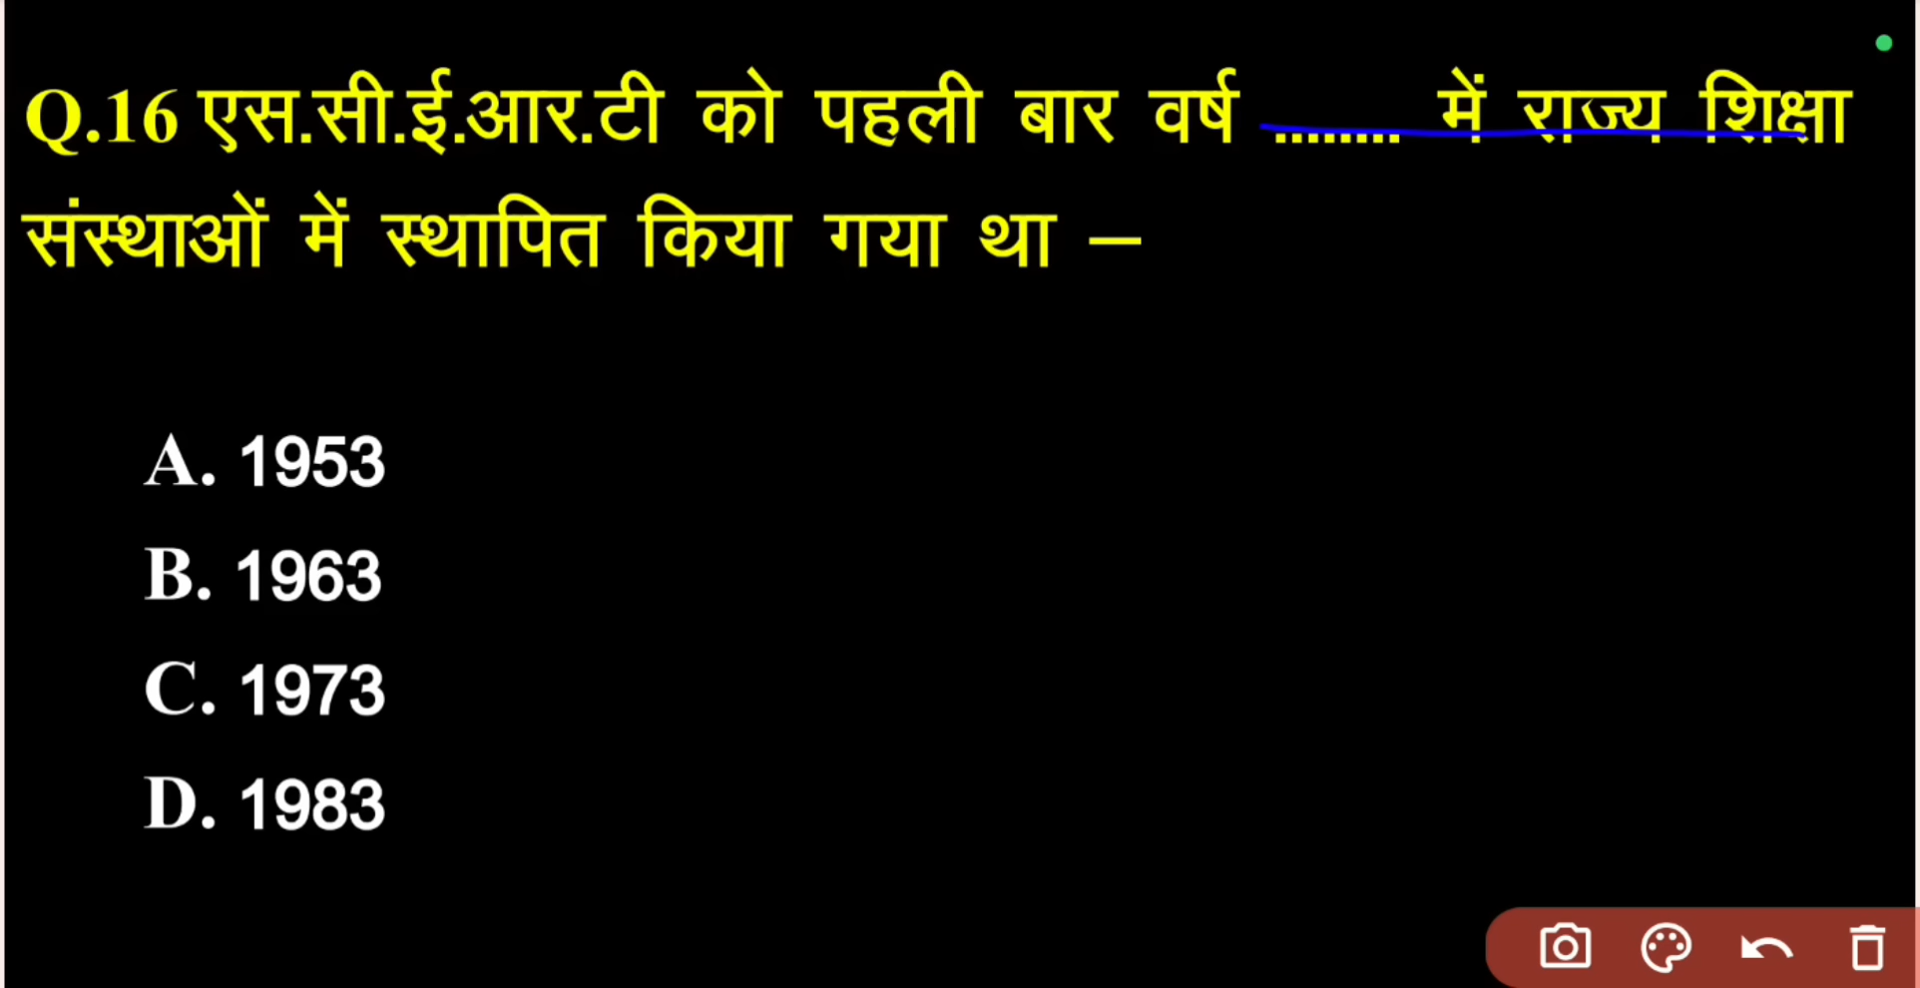 Q.16 एस.सी.ई.आर.टी को पहली बार वर्ष ........ में राज्य शिक्षा
संस्थाओं में स्थापित किया गया था –
A. 1953
B. 1963
C. 1973
D. 1983